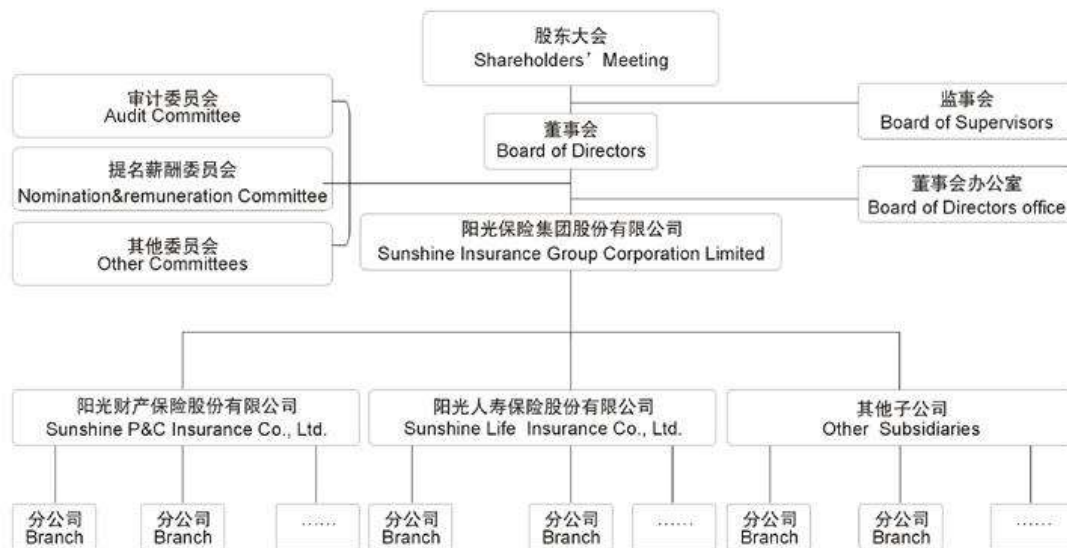 股东大会
Shareholders' Meeting
审计委员会
Audit Committee
监事会
Board of Supervisors
董事会
Board of Directors
提名薪酬委员会
Nomination&remuneration Committee
董事会办公室
Board of Directors office
其他委员会
Other Committees
阳光保险集团股份有限公司
Sunshine Insurance Group Corporation Limited
阳光财产保险股份有限公司
Sunshine P&C Insurance Co., Ltd.
阳光人寿保险股份有限公司
Sunshine Life Insurance Co., Ltd.
其他子公司
Other Subsidiaries
分公司
Branch
分公司
Branch
……
分公司
Branch
分公司
Branch
……
分公司
Branch
分公司
Branch
……